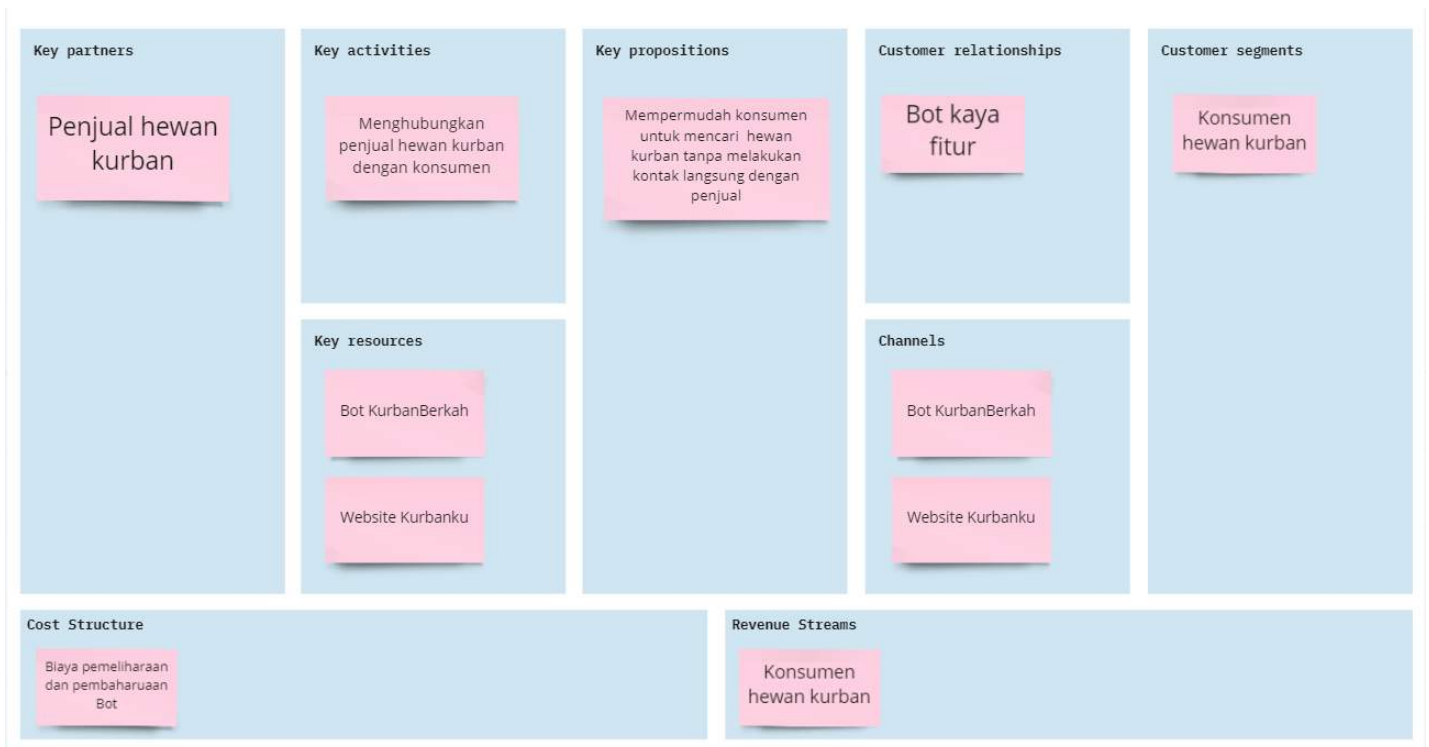 Key partners
Penjual hewan
kurban
Key activities
Menghubungkan
penjual hewan kurban
dengan konsumen
Key resources
Bot KurbanBerkah
Website Kurbanku
Key propositions
Mempermudah konsumen
untuk mencari hewan
kurban tanpa melakukan
kontak langsung dengan
penjual
Customer relationships
Bot kaya
fitur
Channels
Bot KurbanBerkah
Website Kurbanku
Customer segments
Konsumen
hewan kurban
Cost Structure
Biaya pemeliharaan
dan pembaharuaan
Bot
Revenue Streams
Konsumen
hewan kurban